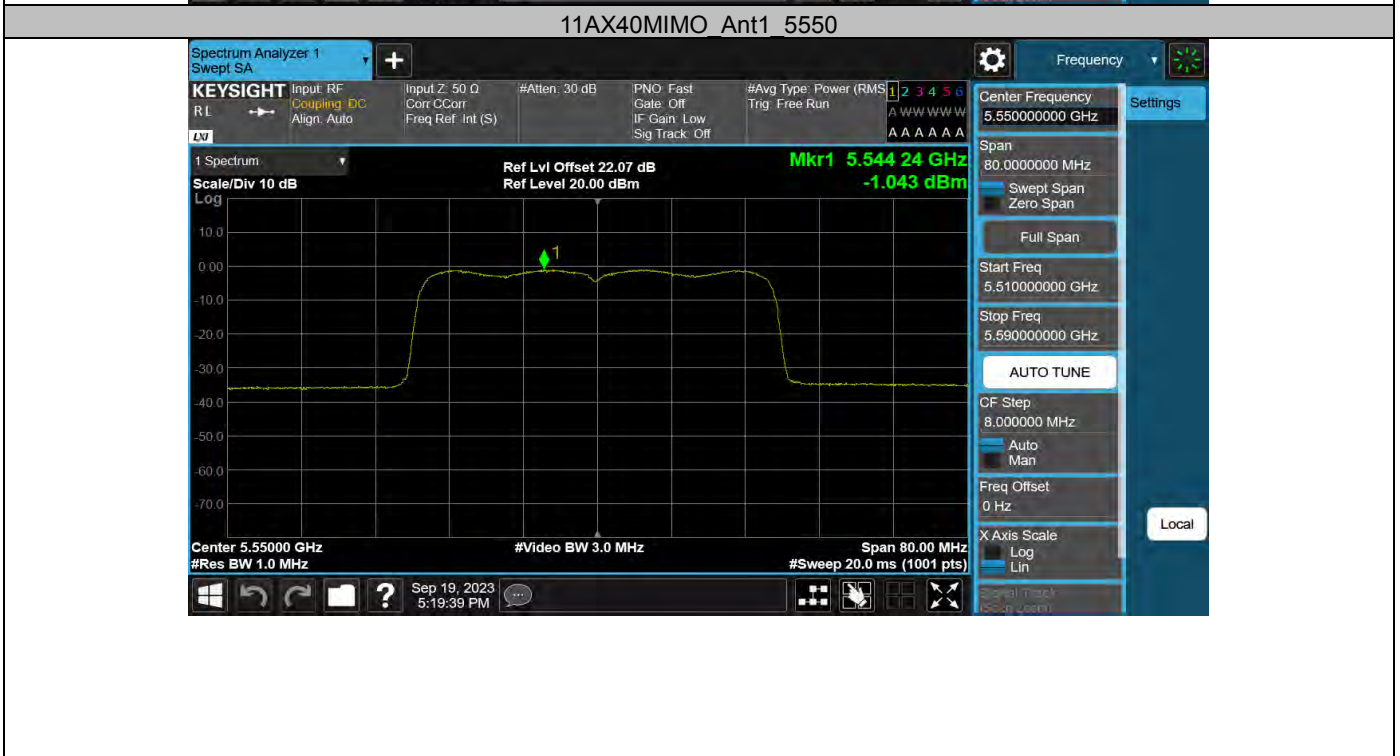 11AX40MIMO_Ant1_5550
Spectrum Analyzer 1
Swept SA
+
Frequency
KEYSIGHT
RL
LXI
Input: RF
Coupling: DC
Align: Auto
Input Z: 50 Ω
Corr CCorr
Freq Ref: Int (S)
#Atten: 30 dB
PNO: Fast
Gate: Off
IF Gain: Low
Sig Track: Off
#Avg Type: Power (RMS
Trig: Free Run
1 2 3 4 5 6
A W W W W W
A A A A A A
Center Frequency
5.550000000 GHz
Settings
Span
80.0000000 MHz
Swept Span
Zero Span
Full Span
Start Freq
5.510000000 GHz
Stop Freq
5.590000000 GHz
AUTO TUNE
CF Step
8.000000 MHz
Auto
Man
Freq Offset
0 Hz
X Axis Scale
Log
Lin
Local
1 Spectrum
Scale/Div 10 dB
Log
Ref Lvl Offset 22.07 dB
Ref Level 20.00 dBm
Mkr1 5.544 24 GHz
-1.043 dBm
1
10.0
0.00
-10.0
-20.0
-30.0
-40.0
-50.0
-60.0
-70.0
Center 5.55000 GHz
#Res BW 1.0 MHz
#Video BW 3.0 MHz
Span 80.00 MHz
#Sweep 20.0 ms (1001 pts)
?
Sep 19, 2023
5:19:39 PM